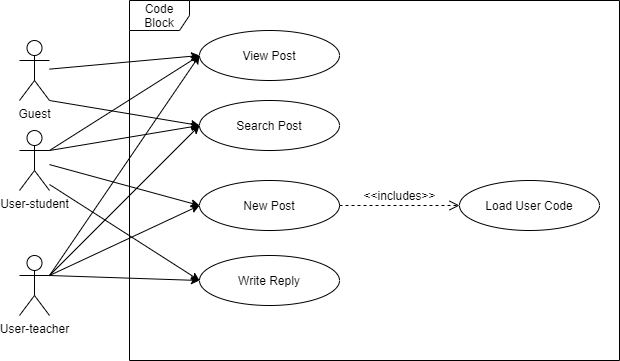 Code
Block
View Post
Guest
Search Post
User-student
New Post
<<includes>>
Load User Code
Write Reply
User-teacher